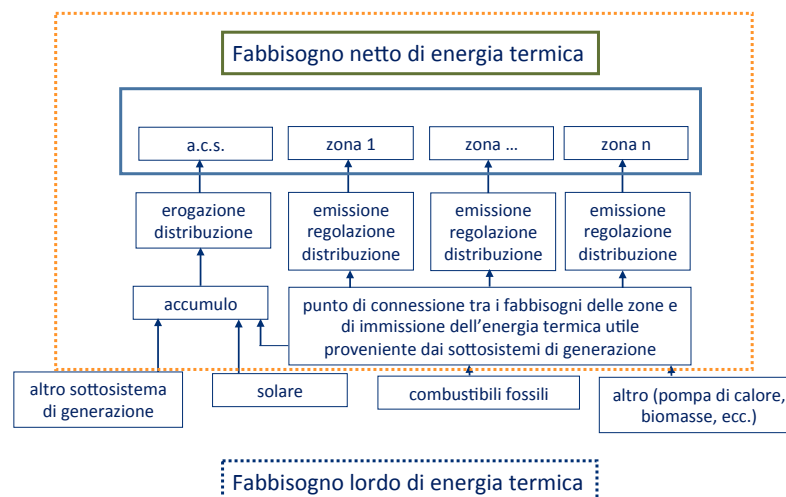 Fabbisogno netto di energia termica
a.c.s.
zona 1
zona ...
zona n
erogazione
distribuzione
emissione
regolazione
distribuzione
emissione
regolazione
distribuzione
emissione
regolazione
distribuzione
accumulo
punto di connessione tra i fabbisogni delle zone e
di immissione dell'energia termica utile
proveniente dai sottosistemi di generazione
altro sottosistema
di generazione
solare
combustibili fossili
altro (pompa di calore,
biomasse, ecc.)
Fabbisogno lordo di energia termica